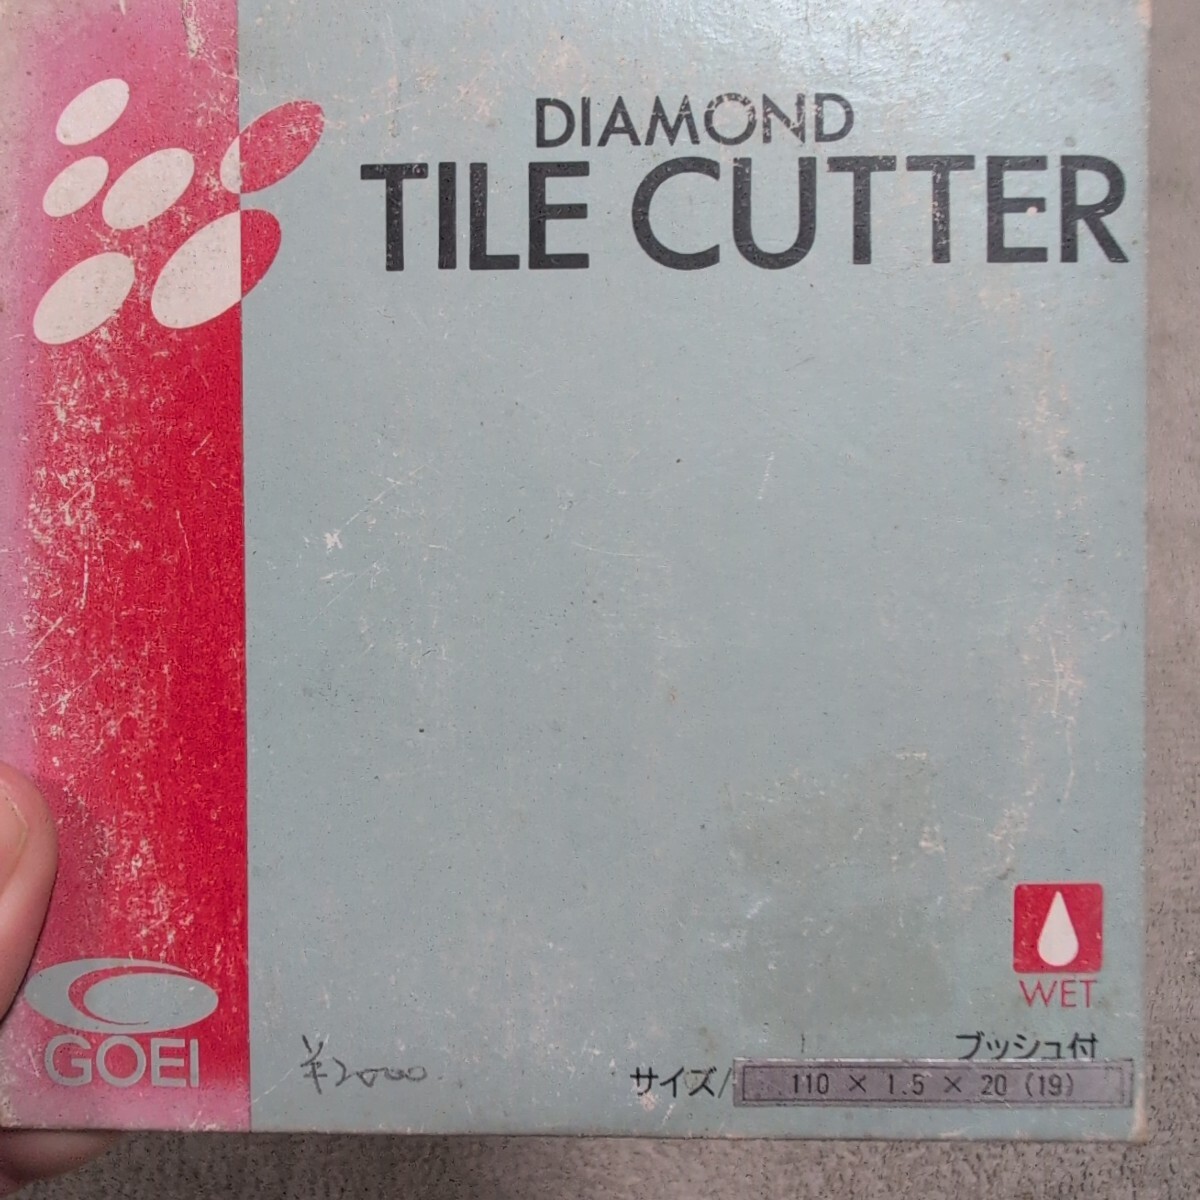 DIAMOND
TILE CUTTER
WET
GOEI
¥2000
ブッシュ付
サイズ/ 110 × 1.5 × 20 (19)